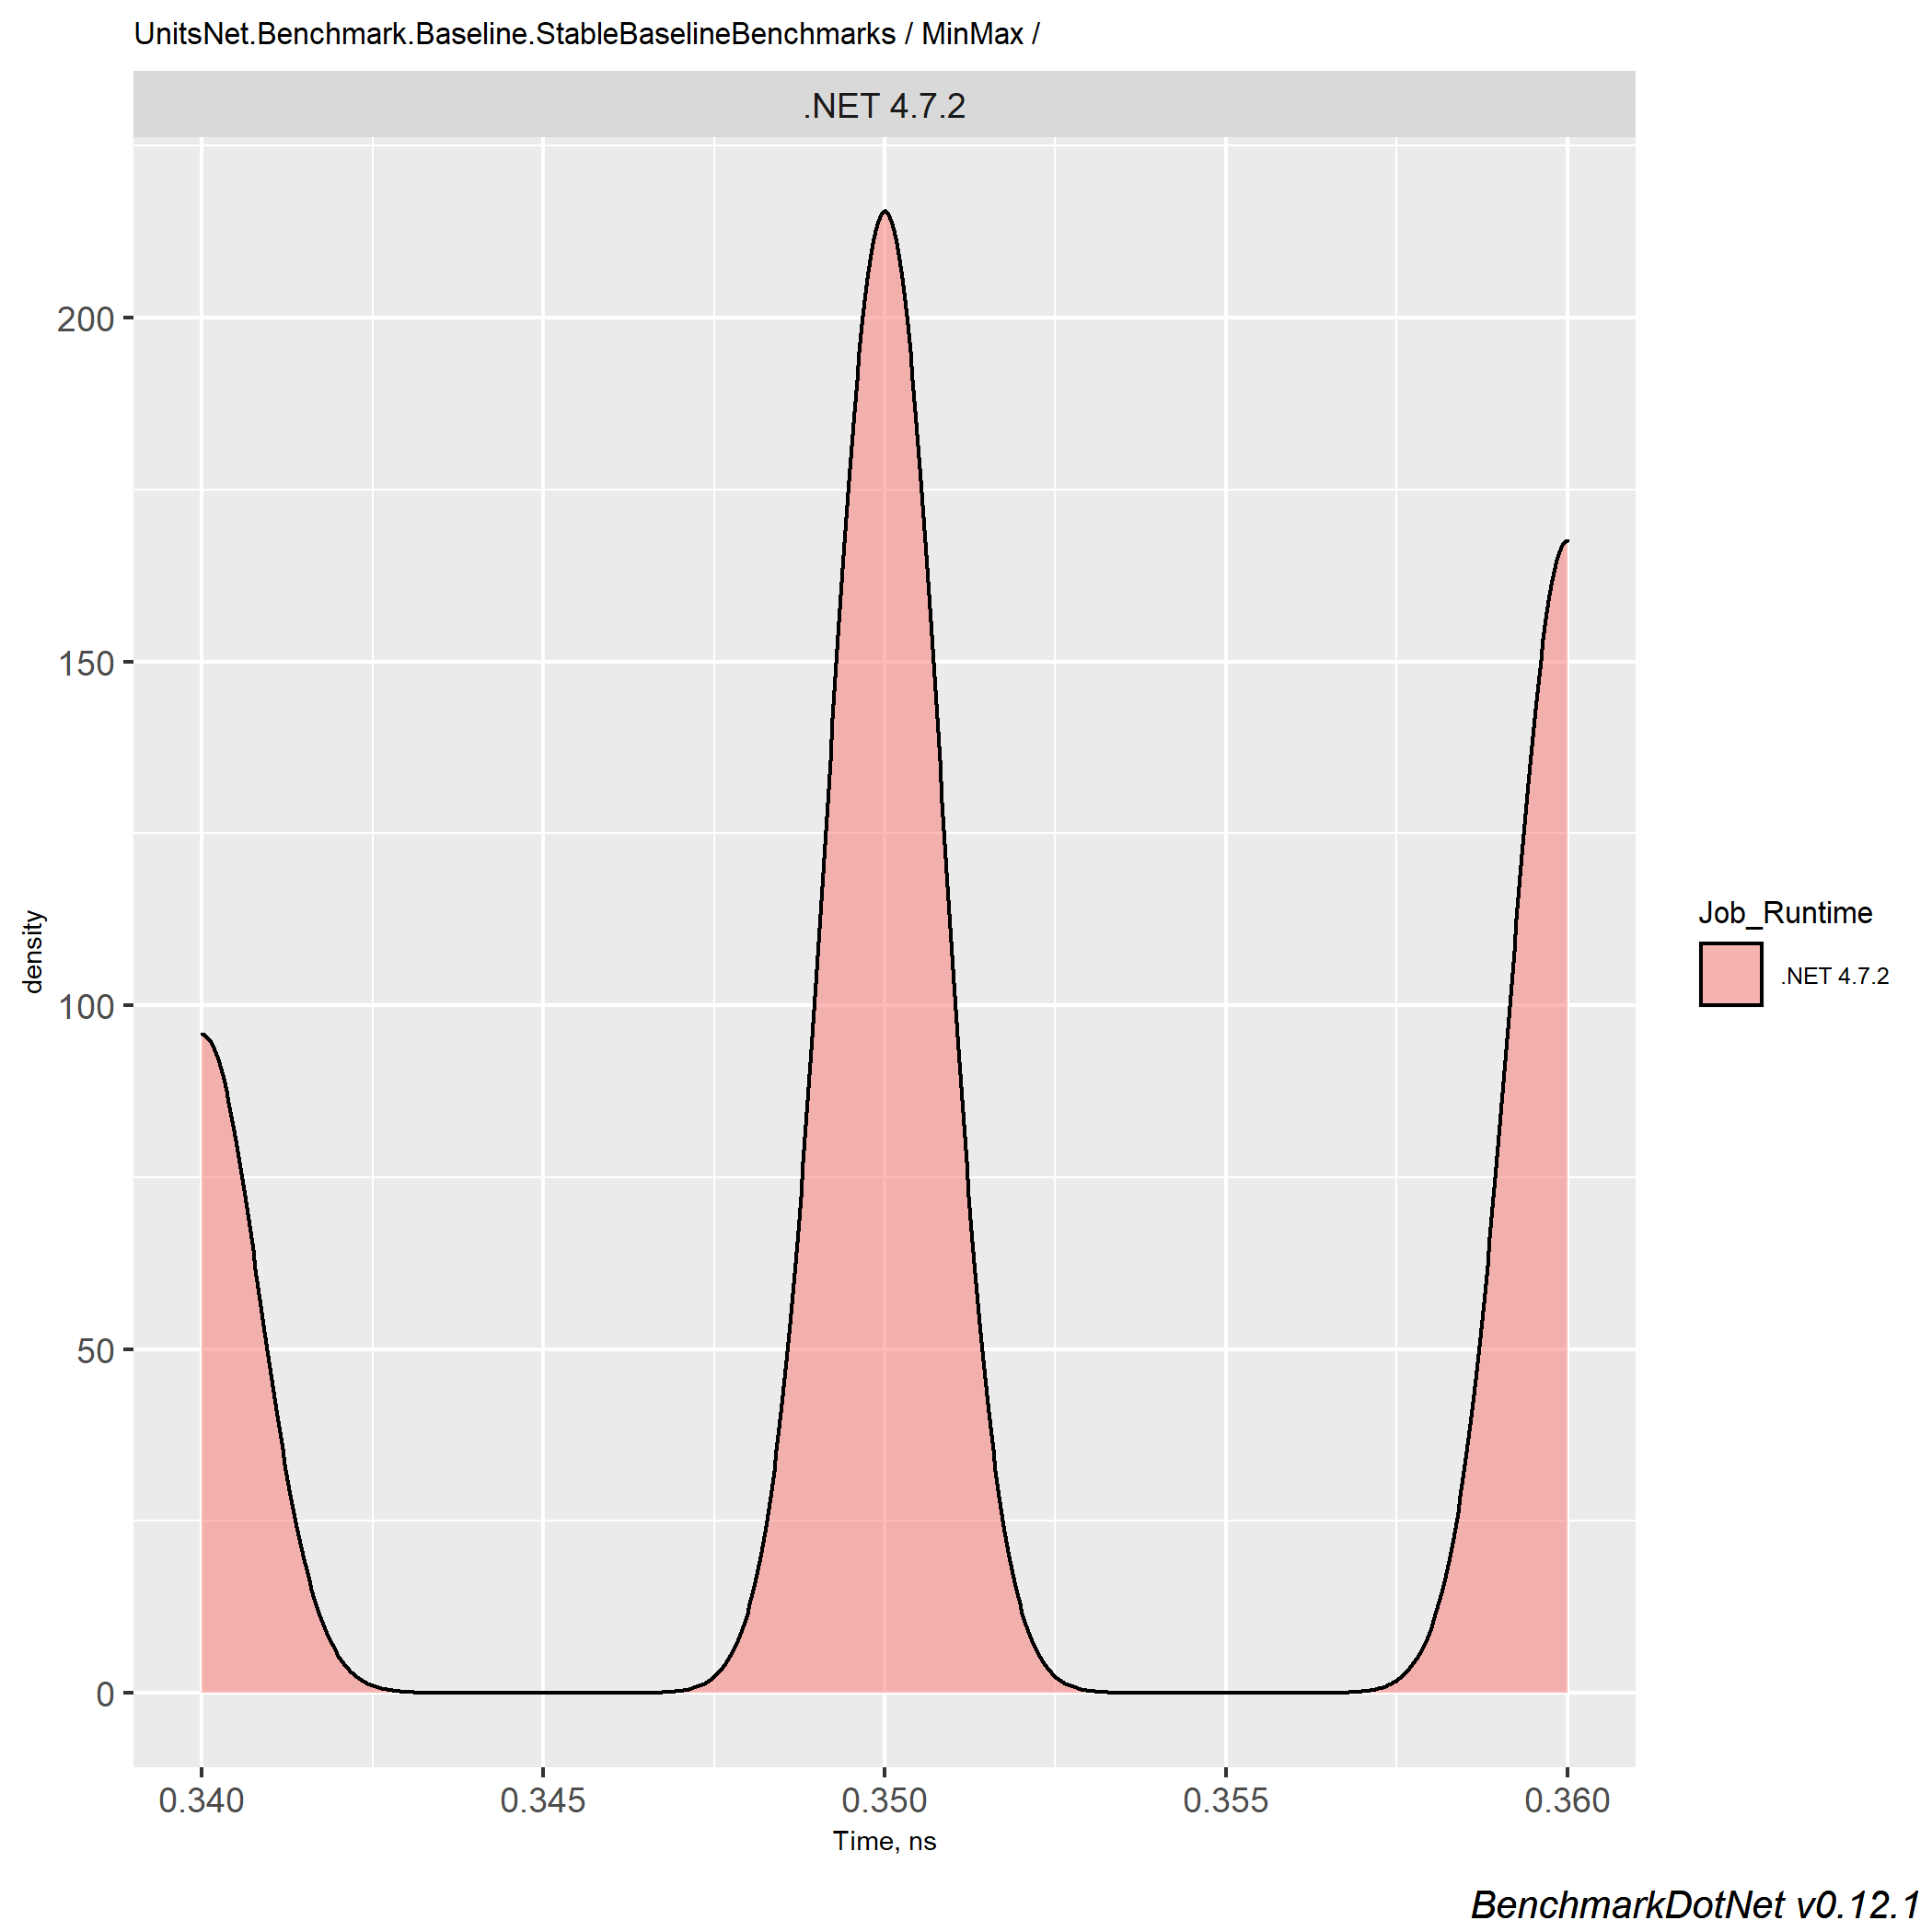 UnitsNet.Benchmark.Baseline.StableBaselineBenchmarks / MinMax /
.NET 4.7.2
200
150
100
50
0
density
0.340
0.345
0.350
0.355
0.360
Time, ns
Job_Runtime
.NET 4.7.2
BenchmarkDotNet v0.12.1